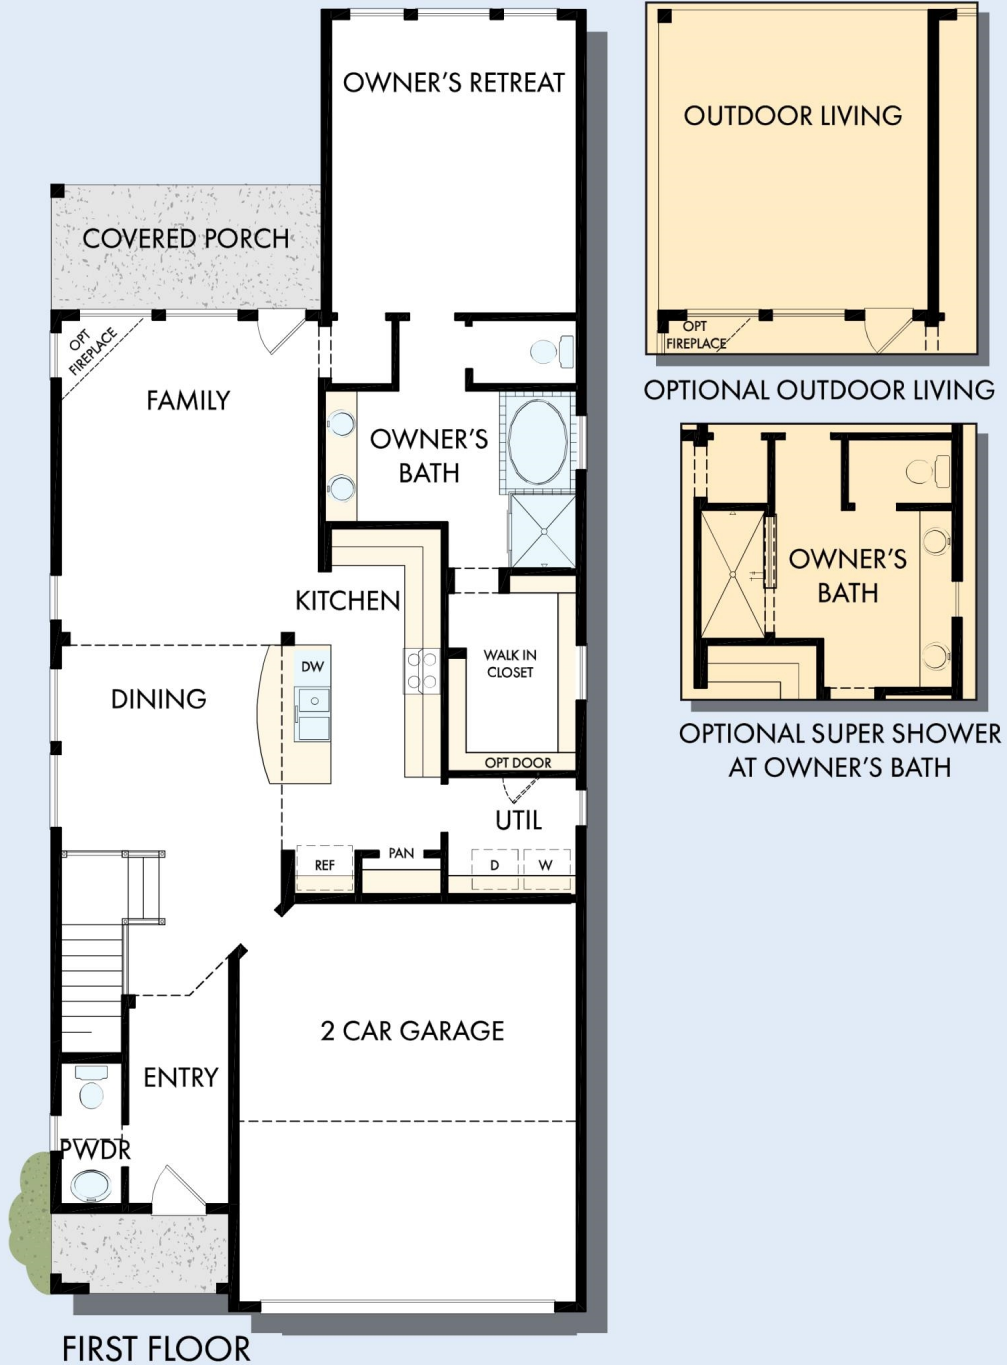 OWNER'S RETREAT
COVERED PORCH
OPT
FIREPLACE
FAMILY
OWNER'S
BATH
KITCHEN
WALK IN
CLOSET
DW
DINING
OPT DOOR
UTIL
REF
PAN
D
W
2 CAR GARAGE
ENTRY
PWDR
FIRST FLOOR
OUTDOOR LIVING
OPT
FIREPLACE
OPTIONAL OUTDOOR LIVING
OWNER'S
BATH
OPTIONAL SUPER SHOWER
AT OWNER'S BATH